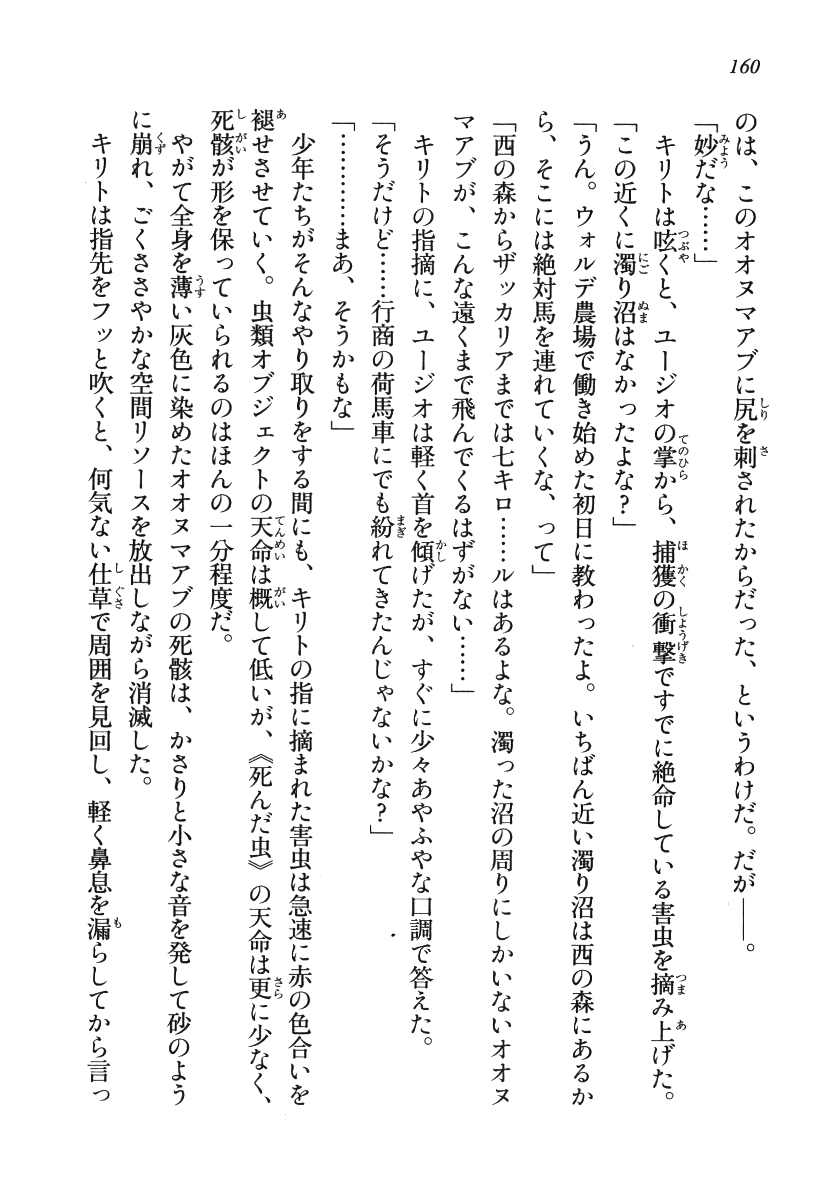 160
のは、このオオヌマアブに尻を刺されたからだった、というわけだ。だが――。
「妙だな……」
キリトは呟くと、ユージオの掌から、捕獲の衝撃ですでに絶命している害虫を摘み上げた。
「この近くに濁り沼はなかったよな？」
「うん。ウォルデ農場で働き始めた初日に教わったよ。いちばん近い濁り沼は西の森にあるか
ら、そこには絶対馬を連れていくな、って」
「西の森からザッカリアまでは七キロ……ルはあるよな。濁った沼の周りにしかいないオオヌ
マアブが、こんな遠くまで飛んでくるはずがない……」
キリトの指摘に、ユージオは軽く首を傾げたが、すぐに少々あやふやな口調で答えた。
「そうだけど……行商の荷馬車にでも紛れてきたんじゃないかな？」
「…………まあ、そうかもな」
少年たちがそんなやり取りをする間にも、キリトの指に摘まれた害虫は急速に赤の色合いを
褪せさせていく。虫類オブジェクトの天命は概して低いが、《死んだ虫》の天命は更に少なく、
死骸が形を保っていられるのはほんの一分程度だ。
やがて全身を薄い灰色に染めたオオヌマアブの死骸は、かさりと小さな音を発して砂のよう
に崩れ、ごくささやかな空間リソースを放出しながら消滅した。
キリトは指先をフッと吹くと、何気ない仕草で周囲を見回し、軽く鼻息を漏らしてから言っ